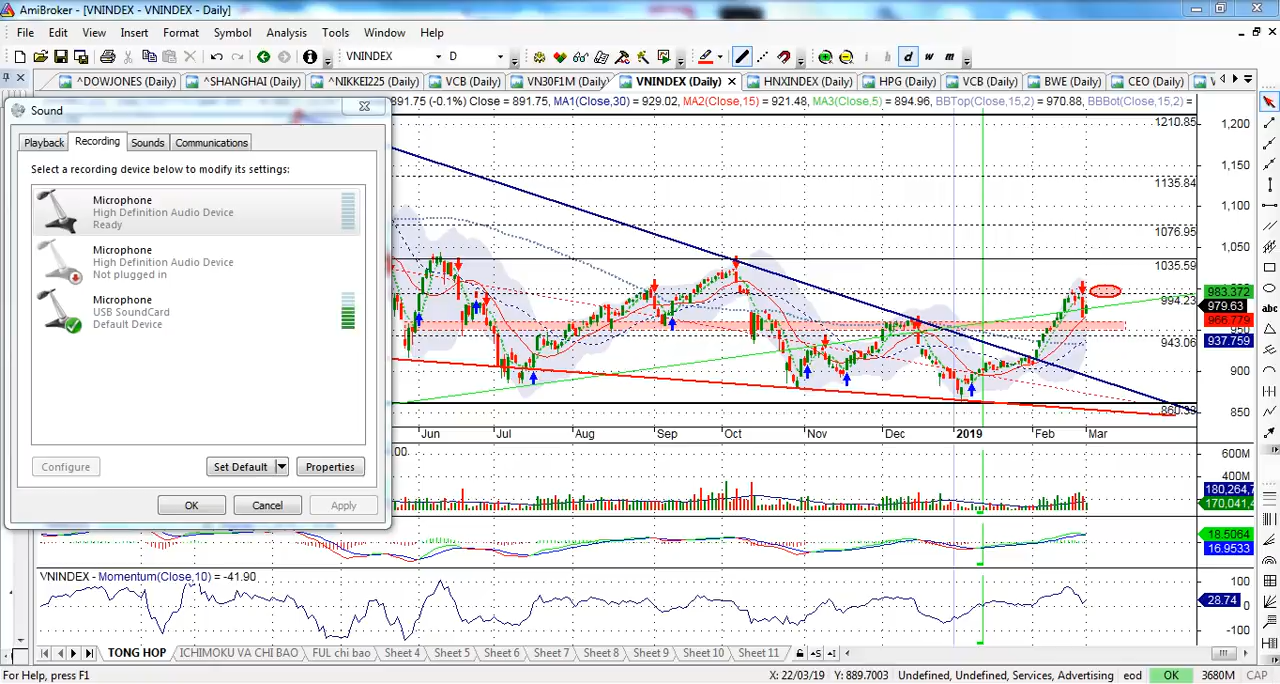 AmiBroker - [VNINDEX - VNINDEX - Daily]
File Edit View Insert Format Symbol Analysis Tools Window Help
VNINDEX D i h d w m
^DOWJONES (Daily) ^SHANGHAI (Daily) ^NIKKEI225 (Daily) VCB (Daily) VN30F1M (Daily) VNINDEX (Daily) HNXINDEX (Daily) HPG (Daily) VCB (Daily) BWE (Daily) CEO (Daily)
891.75 (-0.1%) Close = 891.75, MA1(Close,30) = 929.02, MA2(Close,15) = 921.48, MA3(Close,5) = 894.96, BBTop(Close,15,2) = 970.88, BBBot(Close,15,2) =
Sound
Playback Recording Sounds Communications
Select a recording device below to modify its settings:
Microphone
High Definition Audio Device
Ready
Microphone
High Definition Audio Device
Not plugged in
Microphone
USB SoundCard
Default Device
Configure Set Default Properties
OK Cancel Apply
1210.85
1135.84
1076.95
1035.59
994.23
943.06
860.33
1,200
1,150
1,100
1,050
983.372
979.63
966.779
937.759
900
850
Jun Jul Aug Sep Oct Nov Dec 2019 Feb Mar
600M
400M
180,264,
170,041,
18.5064
16.9533
VNINDEX - Momentum(Close,10) = -41.90
100
28.74
0
-100
TONG HOP ICHIMOKU VA CHI BAO FUL chi bao Sheet 4 Sheet 5 Sheet 6 Sheet 7 Sheet 8 Sheet 9 Sheet 10 Sheet 11
For Help, press F1 X: 22/03/19 Y: 889.7003 Undefined, Undefined, Services, Advertising eod OK 3680M CAP
abc